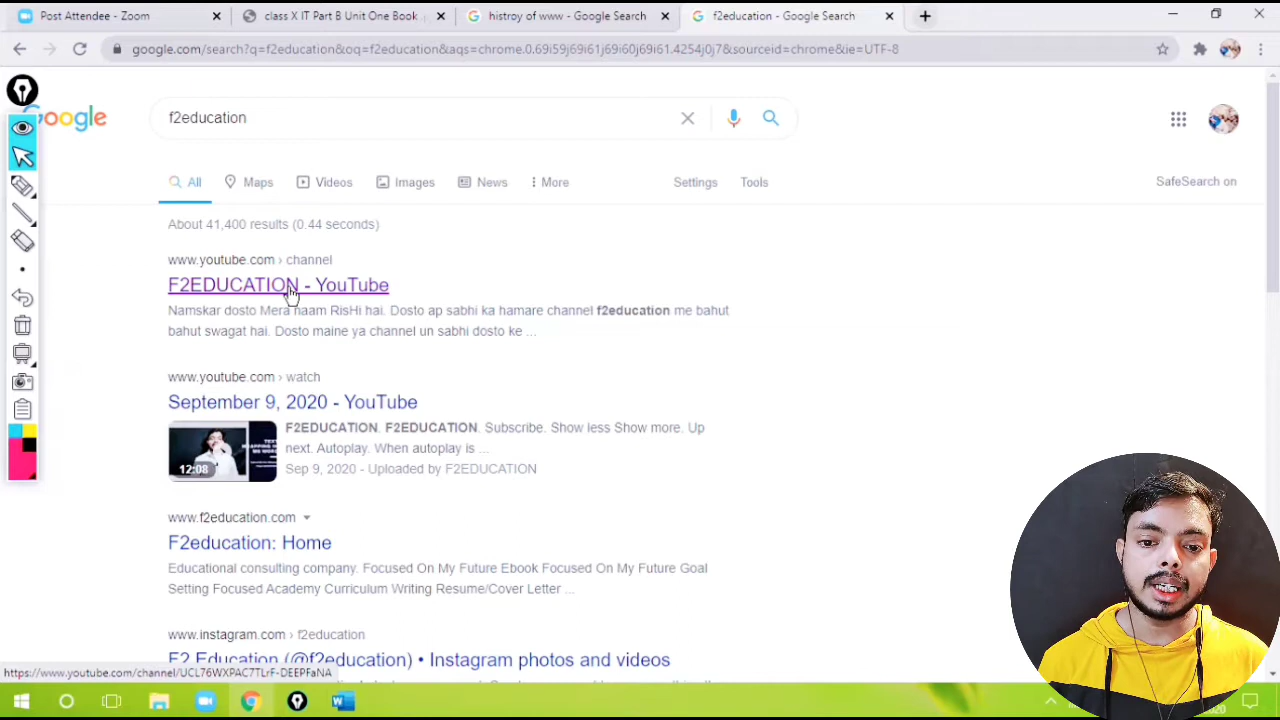 Post Attendee - Zoom
class X IT Part B Unit One Book
histroy of www - Google Search
f2education - Google Search
google.com/search?q=f2education&oq=f2education&aqs=chrome.0.69i59j69i61j69i60j69i61.4254j0j7&sourceid=chrome&ie=UTF-8
Google
f2education
All
Maps
Videos
Images
News
More
Settings
Tools
SafeSearch on
About 41,400 results (0.44 seconds)
www.youtube.com › channel
F2EDUCATION - YouTube
Namskar dosto Mera naam RisHi hai. Dosto ap sabhi ka hamare channel f2education me bahut
bahut swagat hai. Dosto maine ya channel un sabhi dosto ke ...
www.youtube.com › watch
September 9, 2020 - YouTube
F2EDUCATION. F2EDUCATION. Subscribe. Show less Show more. Up
next. Autoplay. When autoplay is ...
12:08
Sep 9, 2020 - Uploaded by F2EDUCATION
www.f2education.com
F2education: Home
Educational consulting company. Focused On My Future Ebook Focused On My Future Goal
Setting Focused Academy Curriculum Writing Resume/Cover Letter ...
www.instagram.com › f2education
F2 Education (@f2education) • Instagram photos and videos
https://www.youtube.com/channel/UCL76WXPAC7TLrF-DEEPFaNA